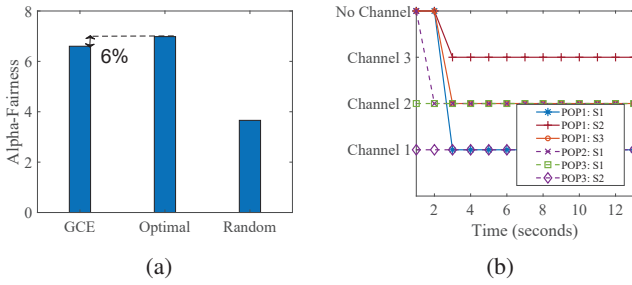 8
6
4
2
0
Alpha-Fairness
6%
GCE Optimal Random
(a)
No Channel
Channel 3
Channel 2
Channel 1
POP1: S1
POP1: S2
POP1: S3
POP2: S1
POP3: S1
POP3: S2
2 4 6 8 10 12
Time (seconds)
(b)